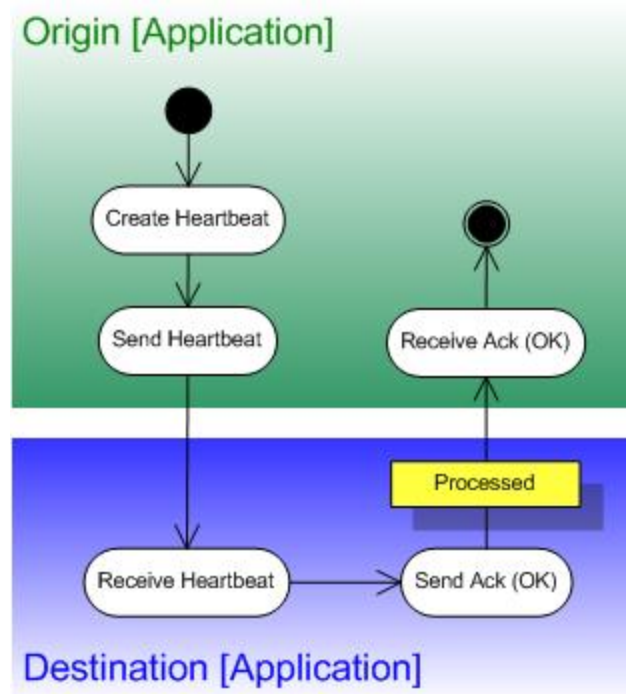 Origin [Application]
Create Heartbeat
Send Heartbeat
Receive Ack (OK)
Processed
Receive Heartbeat
Send Ack (OK)
Destination [Application]